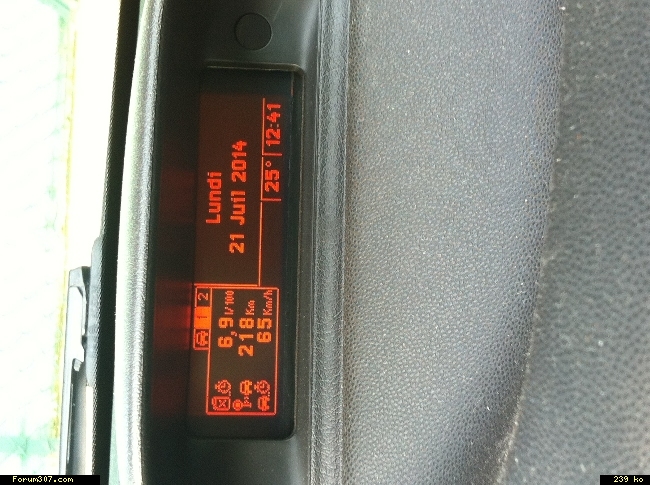 1 2
6,9 l/100
218 Km
65 Km/h
Lundi
21 Juil 2014
25° 12:41
Forum307.com
239 ko